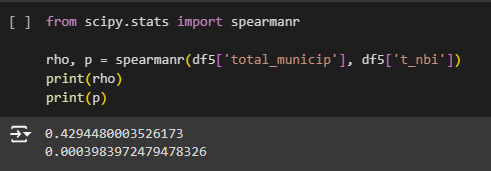 [ ] from scipy.stats import spearmanr
rho, p = spearmanr(df5['total_municip'], df5['t_nbi'])
print(rho)
print(p)
0.4294480003526173
0.0003983972479478326